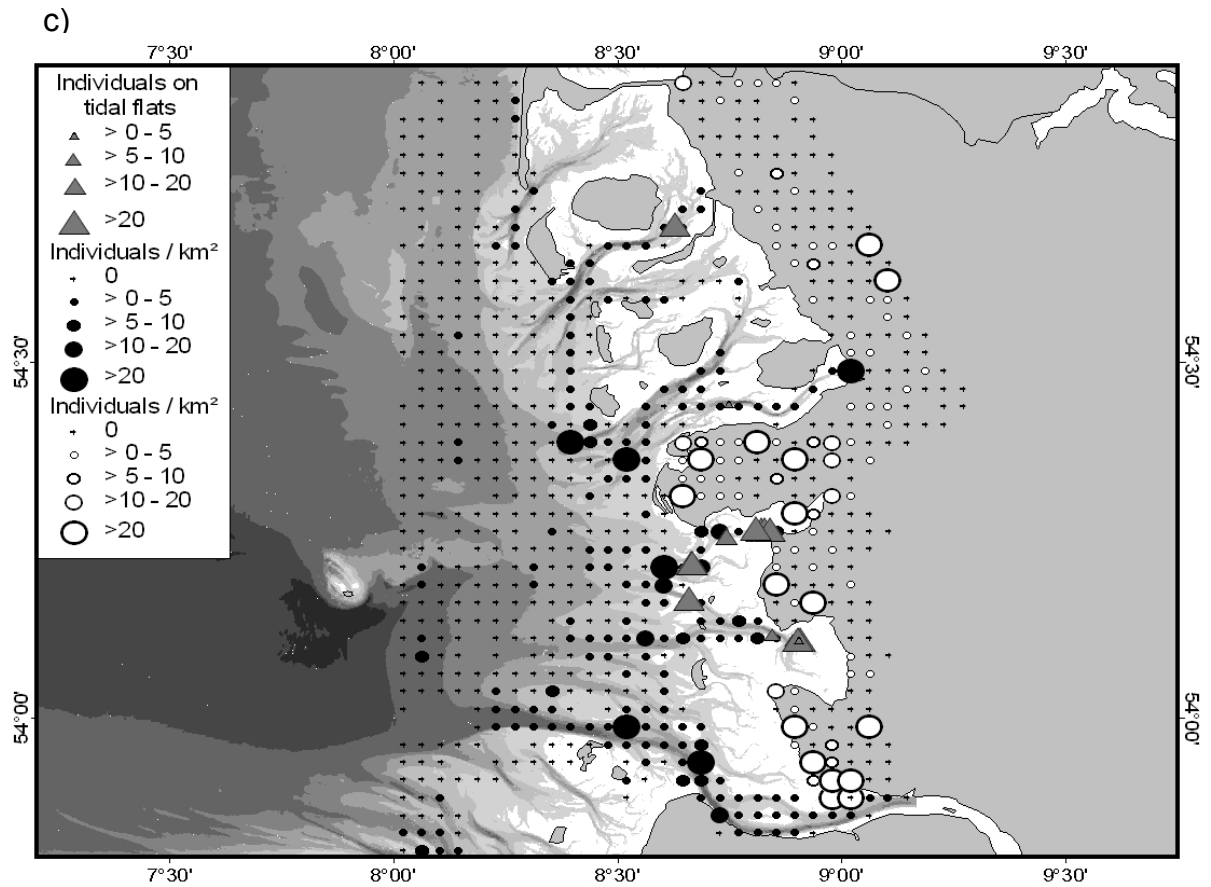 c)
7°30' 8°00' 8°30' 9°00' 9°30'
Individuals on
tidal flats
> 0 - 5
> 5 - 10
>10 - 20
>20
Individuals / km²
0
> 0 - 5
> 5 - 10
>10 - 20
>20
Individuals / km²
0
> 0 - 5
> 5 - 10
>10 - 20
>20
54°30' 54°30'
54°00' 54°00'
7°30' 8°00' 8°30' 9°00' 9°30'